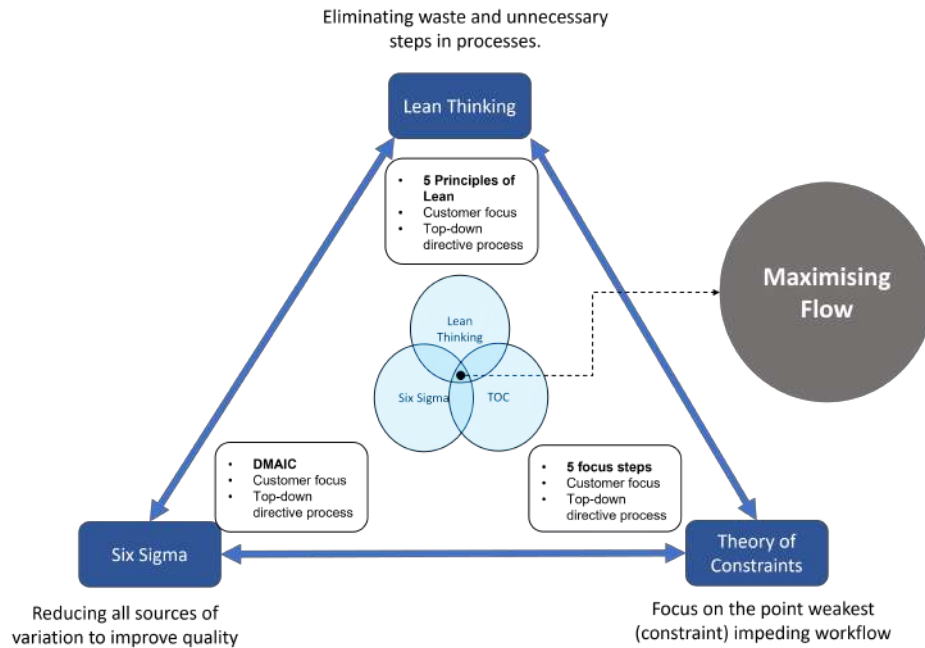 Eliminating waste and unnecessary
steps in processes.
Lean Thinking
• 5 Principles of
Lean
• Customer focus
• Top-down
directive process
Maximising
Flow
Lean
Thinking
Six Sigma
TOC
• DMAIC
• Customer focus
• Top-down
directive process
• 5 focus steps
• Customer focus
• Top-down
directive process
Six Sigma
Theory of
Constraints
Reducing all sources of
variation to improve quality
Focus on the point weakest
(constraint) impeding workflow